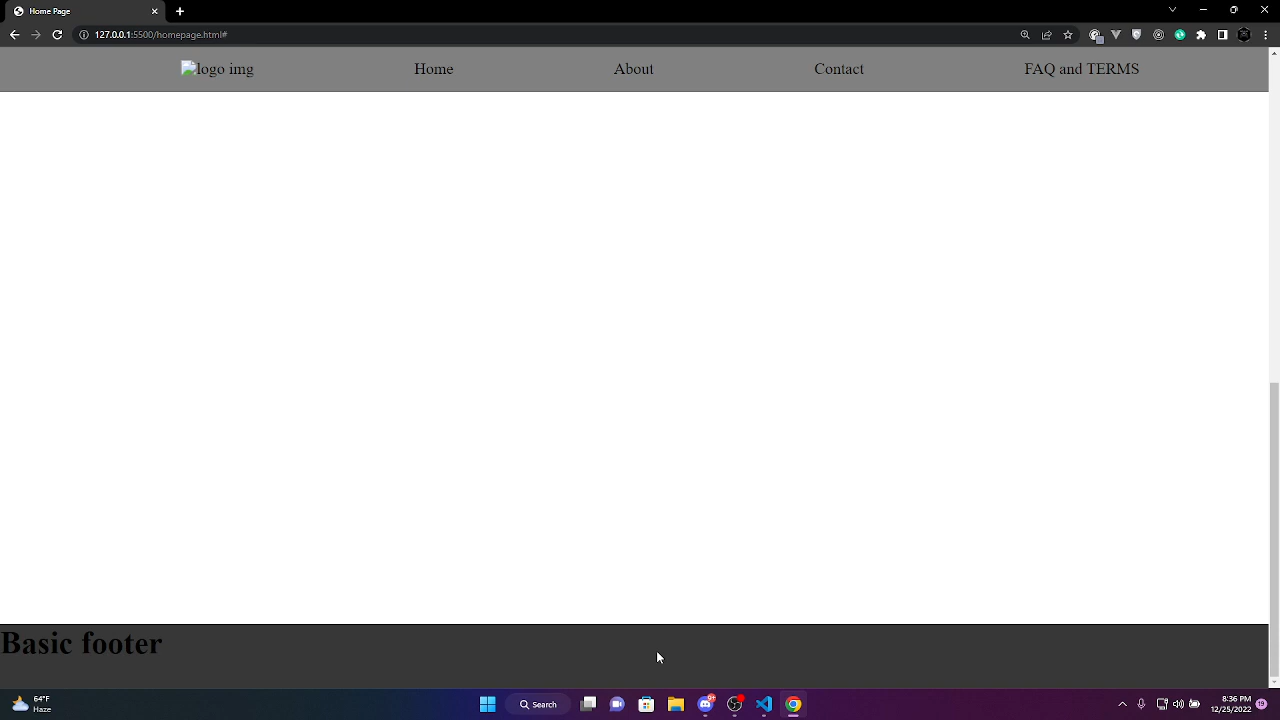 Home Page
127.0.0.1:5500/homepage.html#
logo img Home About Contact FAQ and TERMS
Basic footer
64°F
Haze
Search
8:36 PM
12/25/2022